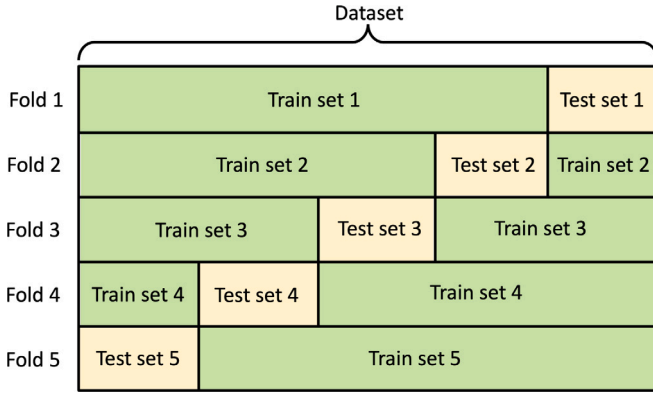 Dataset
Fold 1 Train set 1 Test set 1
Fold 2 Train set 2 Test set 2 Train set 2
Fold 3 Train set 3 Test set 3 Train set 3
Fold 4 Train set 4 Test set 4 Train set 4
Fold 5 Test set 5 Train set 5